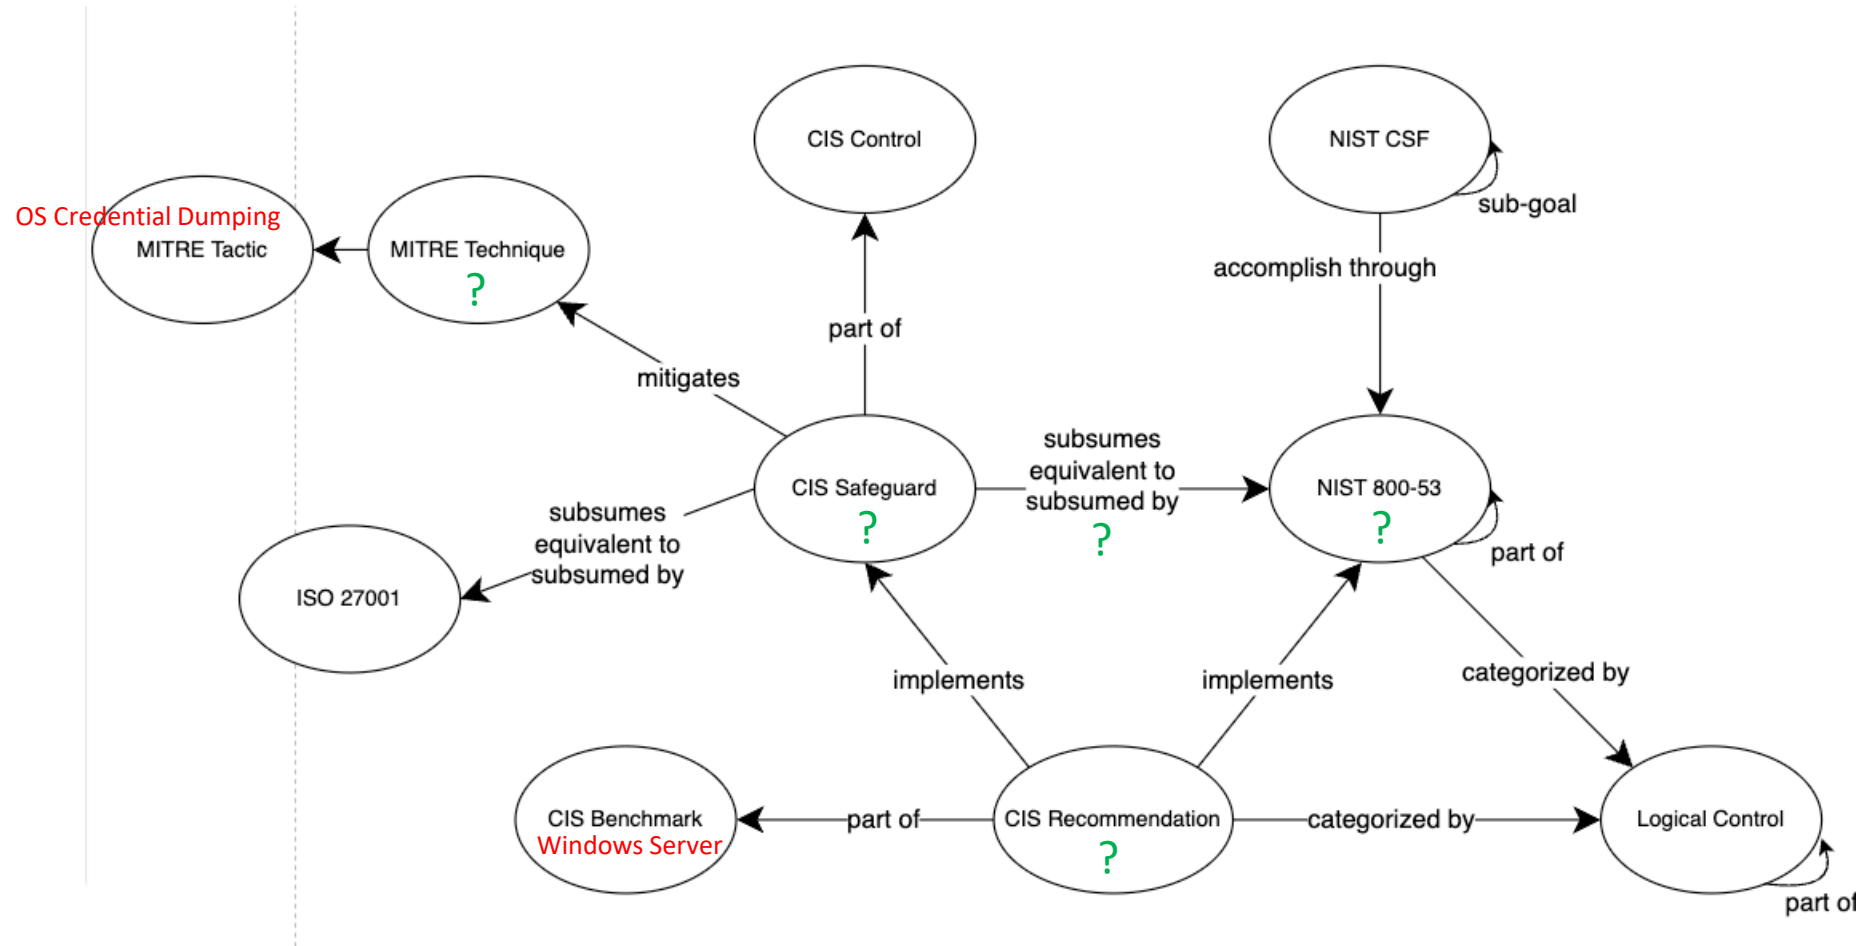 CIS Control
NIST CSF
sub-goal
OS Credential Dumping
MITRE Tactic
MITRE Technique
?
accomplish through
part of
mitigates
subsumes
equivalent to
subsumed by
?
CIS Safeguard
?
NIST 800-53
?
part of
subsumes
equivalent to
subsumed by
ISO 27001
implements
implements
categorized by
CIS Benchmark
Windows Server
part of
CIS Recommendation
?
categorized by
Logical Control
part of